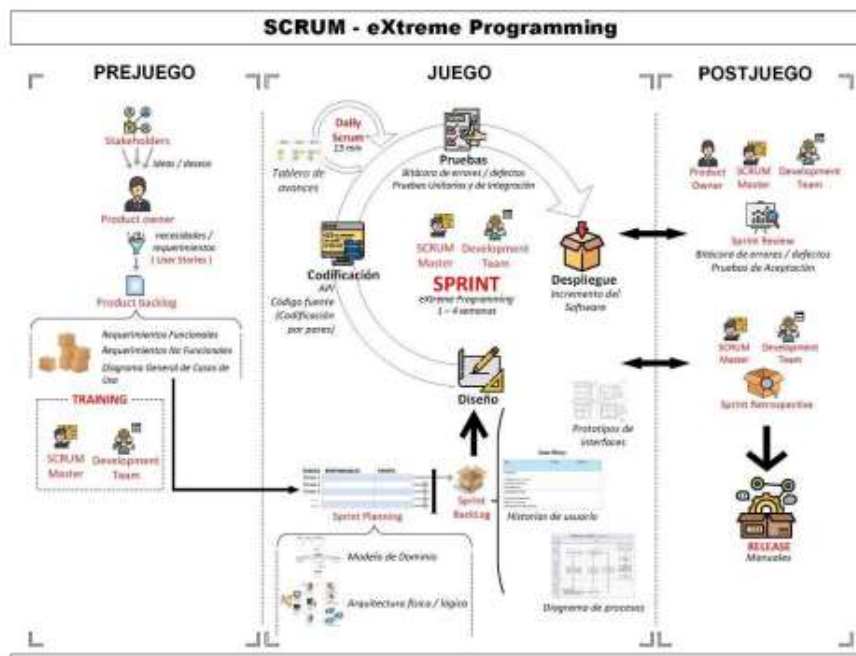 SCRUM - eXtreme Programming
PREJUEGO
Stakeholders
Ideas / deseos
Product owner
necesidades /
requerimientos
( User Stories )
Product backlog
Requerimientos Funcionales
Requerimientos No Funcionales
Diagrama General de Casos de
Uso
TRAINING
SCRUM
Master
Development
Team
JUEGO
Daily
Scrum
15 min
Tablero de
avances
Pruebas
Bitácora de errores / defectos
Pruebas Unitarias y de Integración
SCRUM
Master
Development
Team
SPRINT
eXtreme Programming
1 – 4 semanas
Codificación
API
Código fuente
(Codificación
por pares)
Despliegue
Incremento del
Software
Diseño
Prototipos de
interfaces
Sprint Planning
Sprint
BackLog
Historias de usuario
Modelo de Dominio
Arquitectura física / lógica
Diagrama de procesos
POSTJUEGO
Product
Owner
SCRUM
Master
Development
Team
Sprint Review
Bitácora de errores / defectos
Pruebas de Aceptación
SCRUM
Master
Development
Team
Sprint Retrospective
RELEASE
Manuales